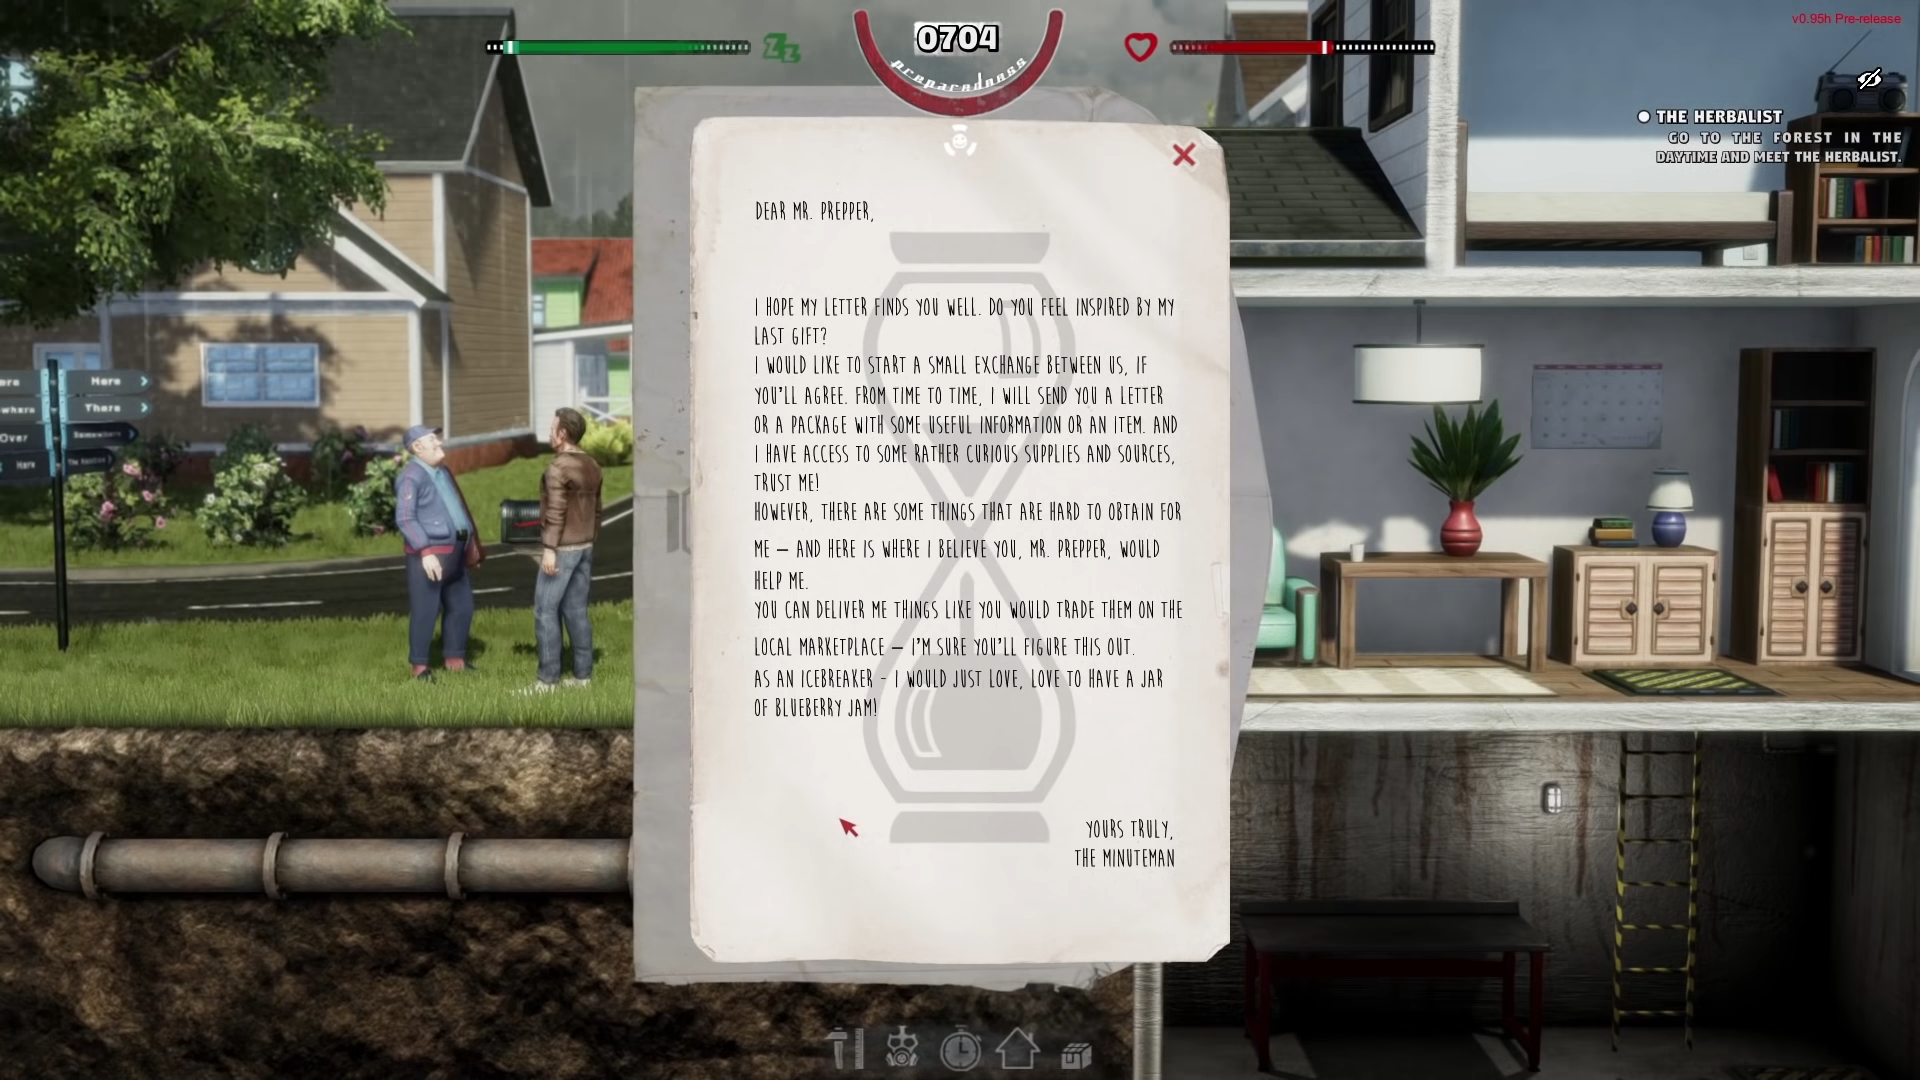 v0.95h Pre-release
0704
preparedness
THE HERBALIST
GO TO THE FOREST IN THE
DAYTIME AND MEET THE HERBALIST.
DEAR MR. PREPPER,
I HOPE MY LETTER FINDS YOU WELL. DO YOU FEEL INSPIRED BY MY
LAST GIFT?
I WOULD LIKE TO START A SMALL EXCHANGE BETWEEN US, IF
YOU'LL AGREE. FROM TIME TO TIME, I WILL SEND YOU A LETTER
OR A PACKAGE WITH SOME USEFUL INFORMATION OR AN ITEM. AND
I HAVE ACCESS TO SOME RATHER CURIOUS SUPPLIES AND SOURCES,
TRUST ME!
HOWEVER, THERE ARE SOME THINGS THAT ARE HARD TO OBTAIN FOR
ME – AND HERE IS WHERE I BELIEVE YOU, MR. PREPPER, WOULD
HELP ME.
YOU CAN DELIVER ME THINGS LIKE YOU WOULD TRADE THEM ON THE
LOCAL MARKETPLACE – I'M SURE YOU'LL FIGURE THIS OUT.
AS AN ICEBREAKER - I WOULD JUST LOVE, LOVE TO HAVE A JAR
OF BLUEBERRY JAM!
YOURS TRULY,
THE MINUTEMAN
Here
There
Over
Somewhere
Here